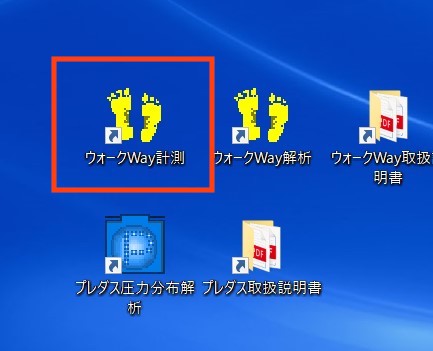 ウォークWay計測
ウォークWay解析
ウォークWay取扱
明書
プレダス圧力分布解
析
プレダス取扱説明書
PDF
PDF